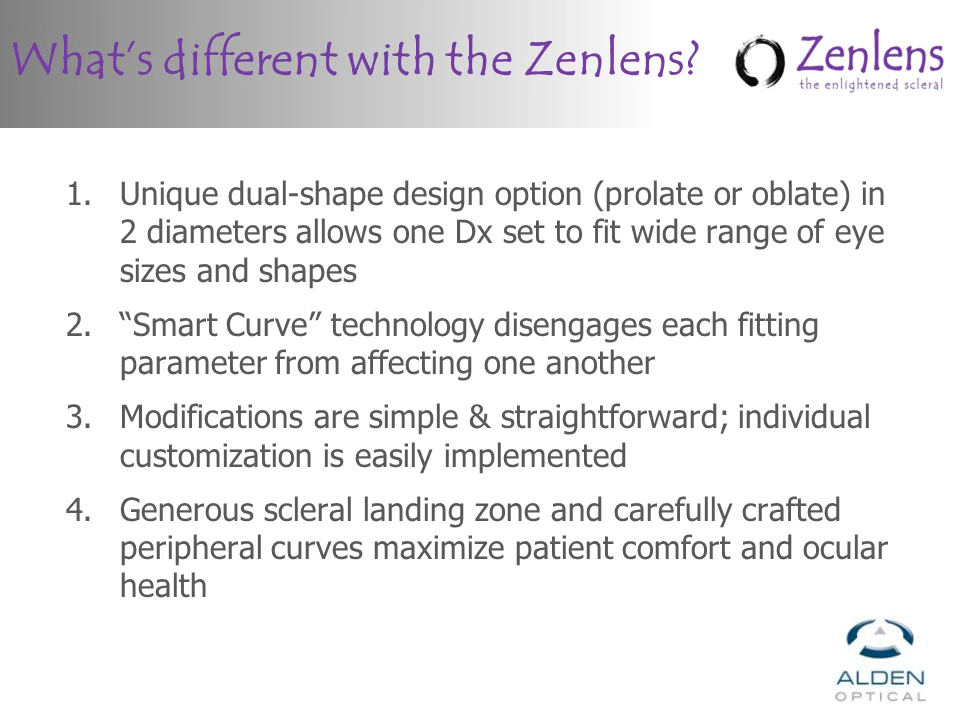 What's different with the Zenlens?
Zenlens
the enlightened scleral
1. Unique dual-shape design option (prolate or oblate) in
2 diameters allows one Dx set to fit wide range of eye
sizes and shapes
2. “Smart Curve” technology disengages each fitting
parameter from affecting one another
3. Modifications are simple & straightforward; individual
customization is easily implemented
4. Generous scleral landing zone and carefully crafted
peripheral curves maximize patient comfort and ocular
health
ALDEN
OPTICAL